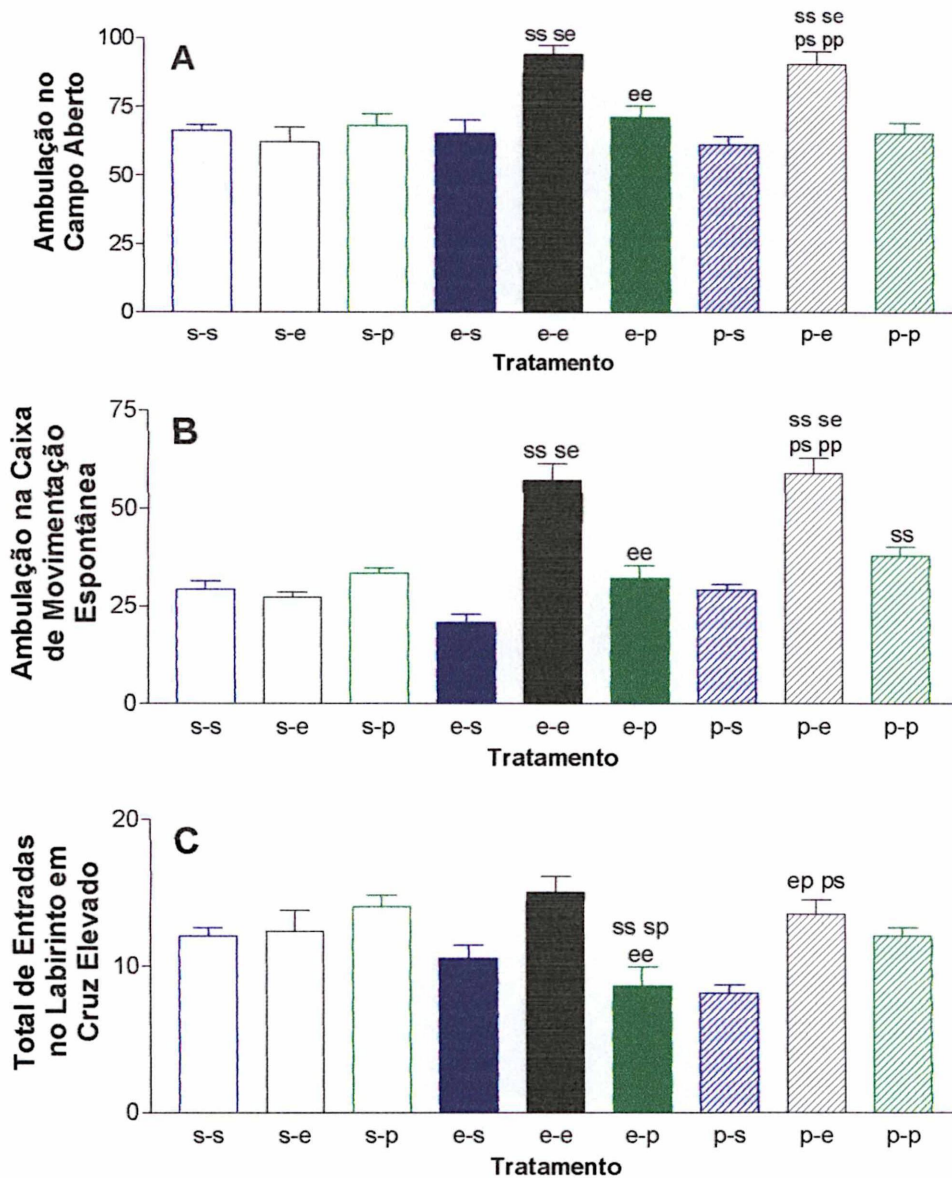 A
Ambulação no
Campo Aberto
100
75
50
25
0
ss se
ee
ss se
ps pp
s-s s-e s-p e-s e-e e-p p-s p-e p-p
Tratamento
B
Ambulação na Caixa
de Movimentação
Espontânea
75
50
25
0
ss se
ee
ss se
ps pp
ss
s-s s-e s-p e-s e-e e-p p-s p-e p-p
Tratamento
C
Total de Entradas
no Labirinto em
Cruz Elevado
20
10
0
ss sp
ee
ep ps
s-s s-e s-p e-s e-e e-p p-s p-e p-p
Tratamento